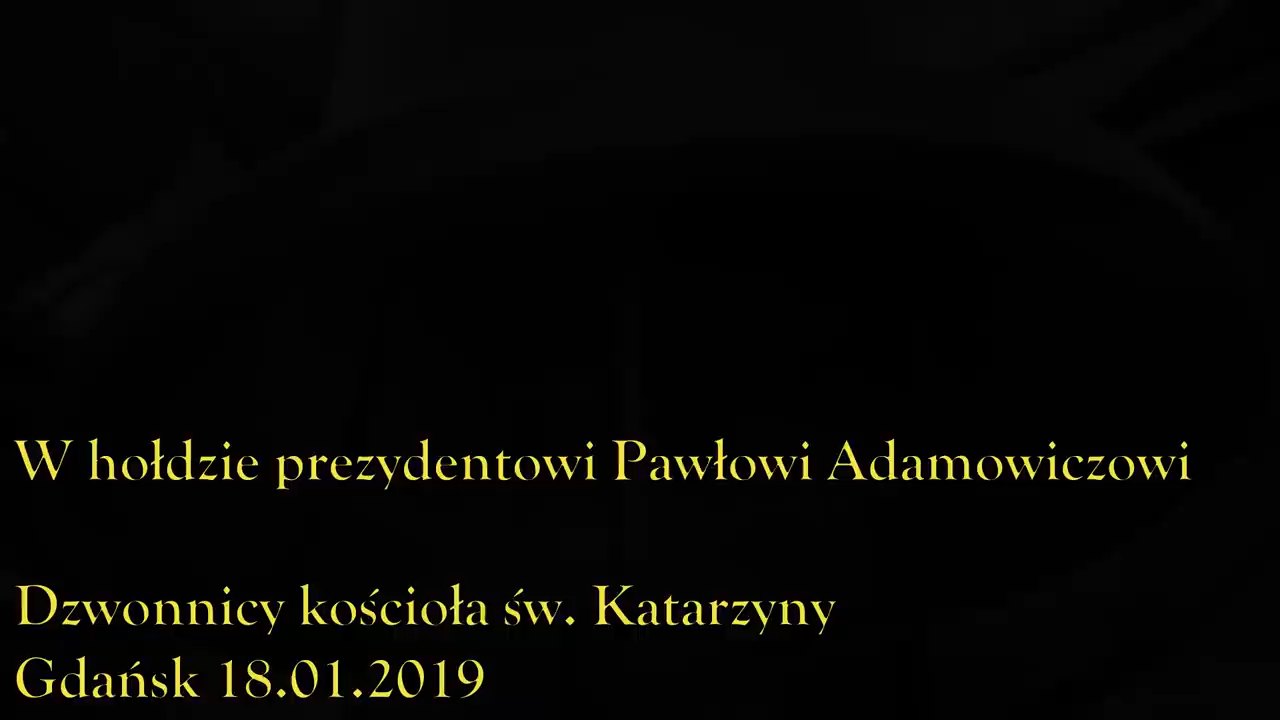 W hołdzie prezydentowi Pawłowi Adamowiczowi
Dzwonnicy kościoła św. Katarzyny
Gdańsk 18.01.2019